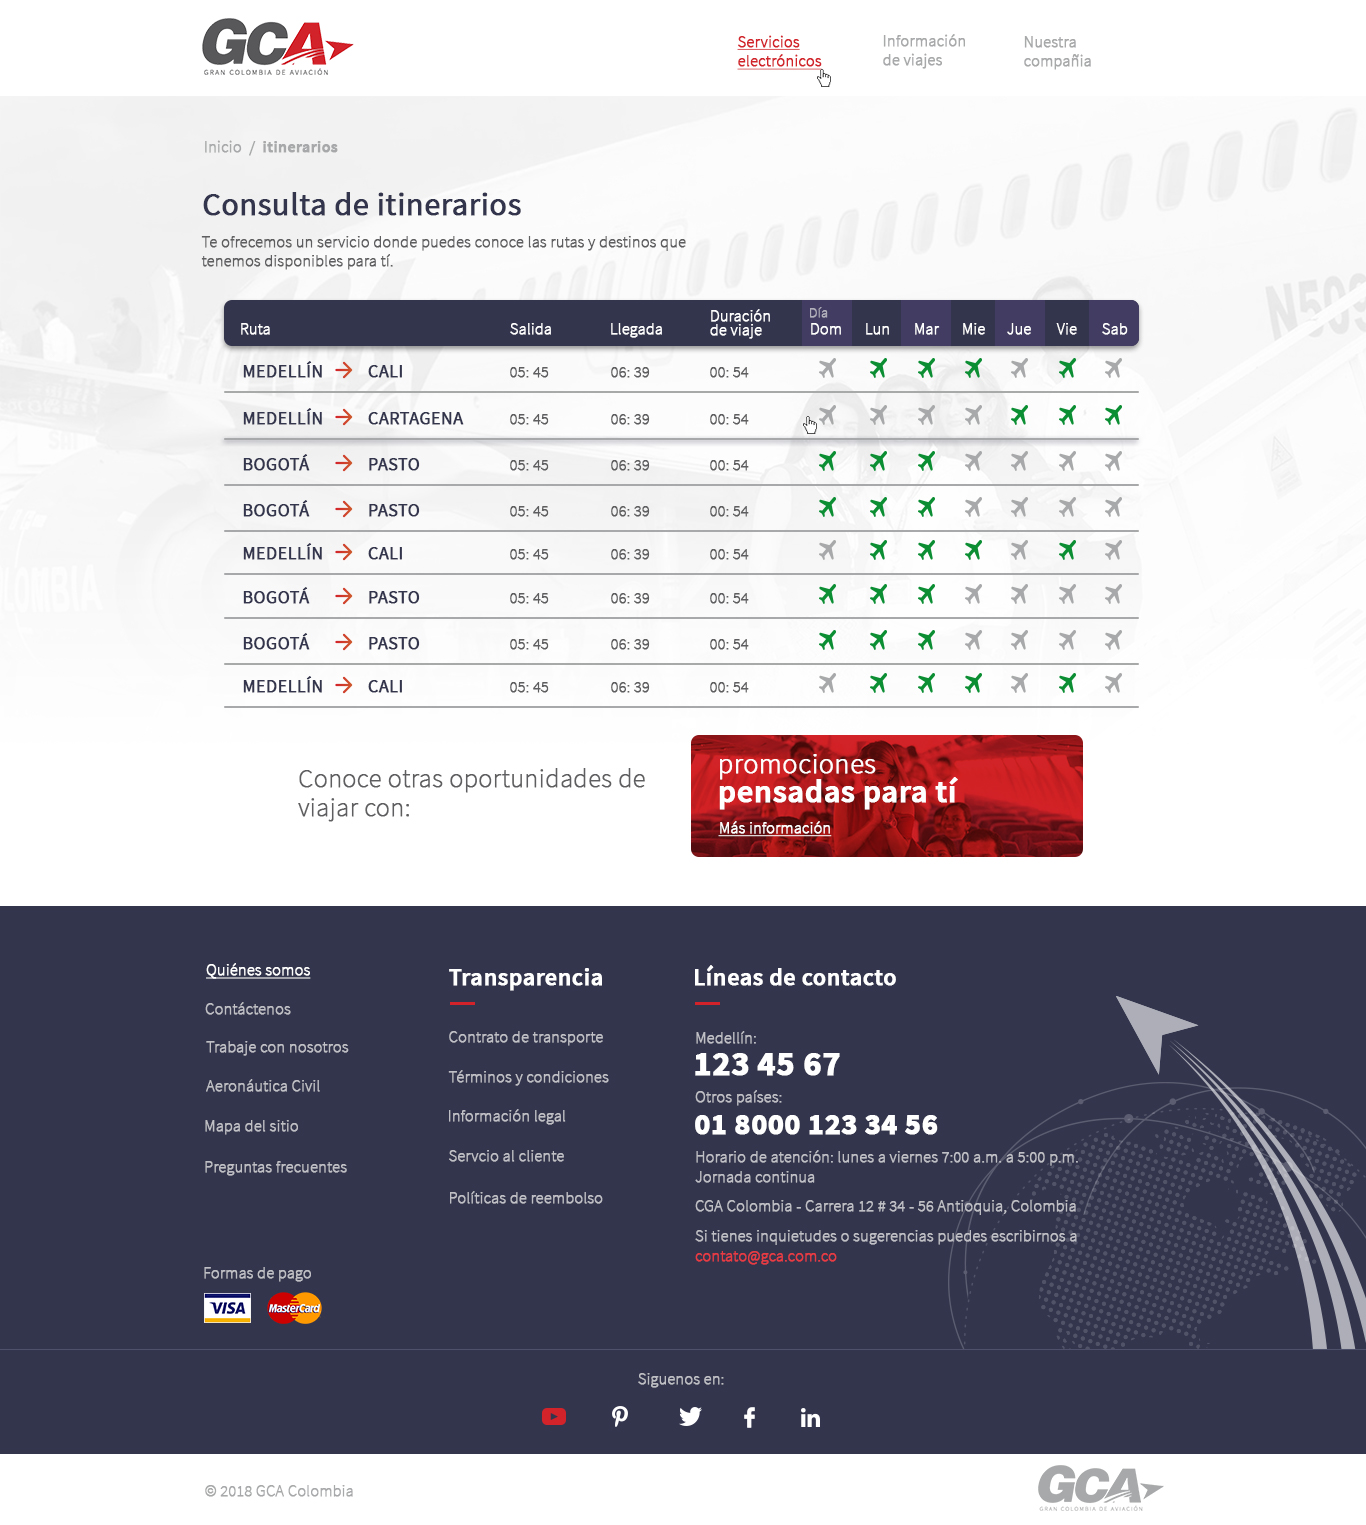 GCA
GRAN COLOMBIA DE AVIACIÓN
Servicios
electrónicos
Información
de viajes
Nuestra
compañia
Inicio / itinerarios
Consulta de itinerarios
Te ofrecemos un servicio donde puedes conoce las rutas y destinos que
tenemos disponibles para tí.
N509
SAI
OLOMBIA
Ruta Salida Llegada Duración
de viaje
Día
Dom Lun Mar Mie Jue Vie Sab
MEDELLÍN CALI 05: 45 06: 39 00: 54
MEDELLÍN CARTAGENA 05: 45 06: 39 00: 54
BOGOTÁ PASTO 05: 45 06: 39 00: 54
BOGOTÁ PASTO 05: 45 06: 39 00: 54
MEDELLÍN CALI 05: 45 06: 39 00: 54
BOGOTÁ PASTO 05: 45 06: 39 00: 54
BOGOTÁ PASTO 05: 45 06: 39 00: 54
MEDELLÍN CALI 05: 45 06: 39 00: 54
Conoce otras oportunidades de
viajar con:
promociones
pensadas para tí
Más información
Quiénes somos
Contáctenos
Trabaje con nosotros
Aeronáutica Civil
Mapa del sitio
Preguntas frecuentes
Formas de pago
VISA
MasterCard
Transparencia
Contrato de transporte
Términos y condiciones
Información legal
Servcio al cliente
Políticas de reembolso
Líneas de contacto
Medellín:
123 45 67
Otros países:
01 8000 123 34 56
Horario de atención: lunes a viernes 7:00 a.m. a 5:00 p.m.
Jornada continua
CGA Colombia - Carrera 12 # 34 - 56 Antioquia, Colombia
Si tienes inquietudes o sugerencias puedes escribirnos a
contato@gca.com.co
Siguenos en:
© 2018 GCA Colombia
GCA
GRAN COLOMBIA DE AVIACIÓN